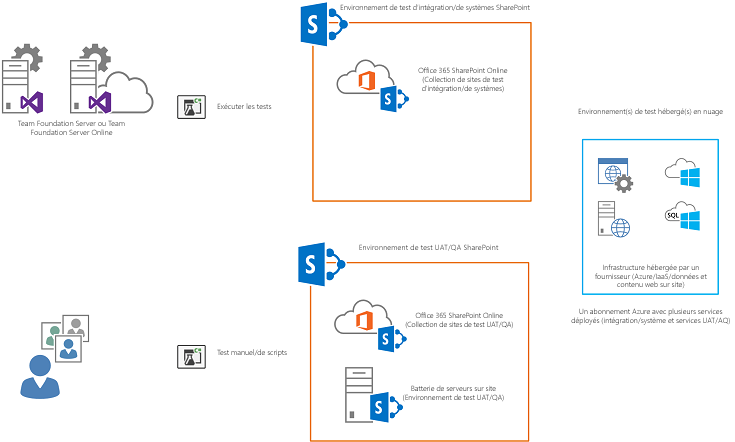 Environnement de test d'intégration/de systèmes SharePoint
Office 365 SharePoint Online
(Collection de sites de test
d'intégration/de systèmes)
Team Foundation Server ou Team
Foundation Server Online
Exécuter les tests
Environnement(s) de test hébergé(s) en nuage
SQL
Infrastructure hébergée par un
fournisseur (Azure/IaaS/données et
contenu web sur site)
Un abonnement Azure avec plusieurs services
déployés (intégration/système et services UAT/AQ)
Environnement de test UAT/QA SharePoint
Office 365 SharePoint Online
(Collection de sites de test UAT/QA)
Test manuel/de scripts
Batterie de serveurs sur site
(Environnement de test UAT/QA)